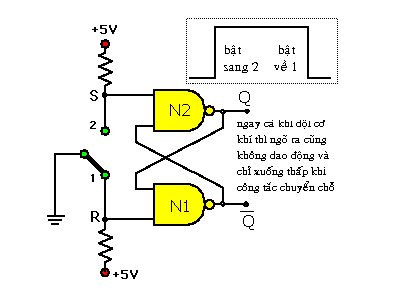 +5V
bật bật
sang 2 về 1
S
N2
Q
2
ngay cả khi dội cơ
khí thì ngõ ra cũng
không dao động và
chỉ xuống thấp khi
công tắc chuyển chỗ
1
R
N1
Q
+5V